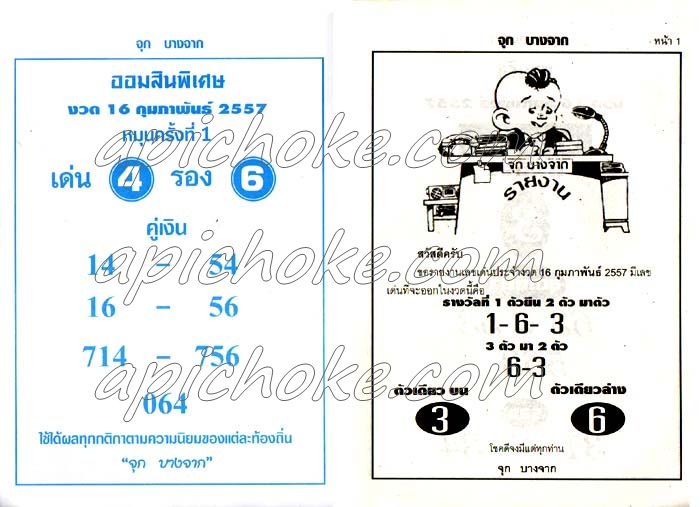 จุก บางจาก
ออมสินพิเศษ
งวด 16 กุมภาพันธ์ 2557
หมุนครั้งที่ 1
เด่น 4 รอง 6
คู่เงิน
14 - 54
16 - 56
714 - 756
064
ใช้ได้ผลทุกกติกาตามความนิยมของแต่ละท้องถิ่น
"จุก บางจาก"
จุก บางจาก
หน้า 1
จุก บางจาก
รายงาน
สวัสดีครับ
ขอรายงานเลขเด่นประจำงวด 16 กุมภาพันธ์ 2557 มีเลข
เด่นที่จะออกในงวดนี้คือ
รางวัลที่ 1 ตัวยืน 2 ตัว มาตัว
1-6-3
3 ตัว มา 2 ตัว
6-3
ตัวเดียว บน ตัวเดียวล่าง
3 6
โชคดีจงมีแด่ทุกท่าน
จุก บางจาก
apichoke.com
apichoke.com
apichoke.com